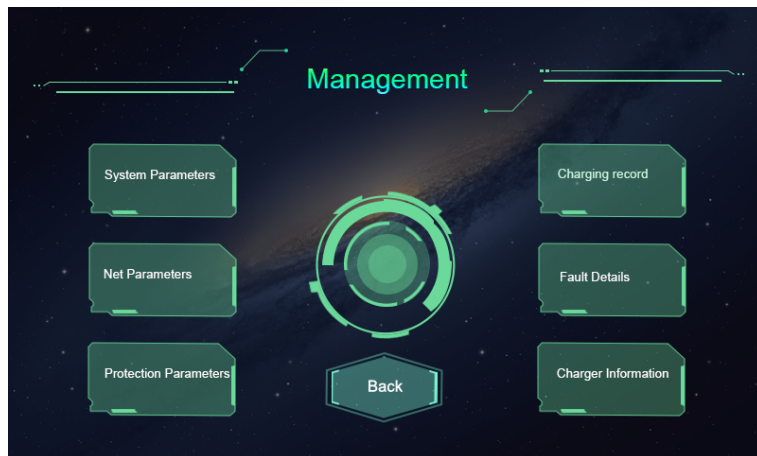 Management
System Parameters
Charging record
Net Parameters
Fault Details
Protection Parameters
Charger Information
Back